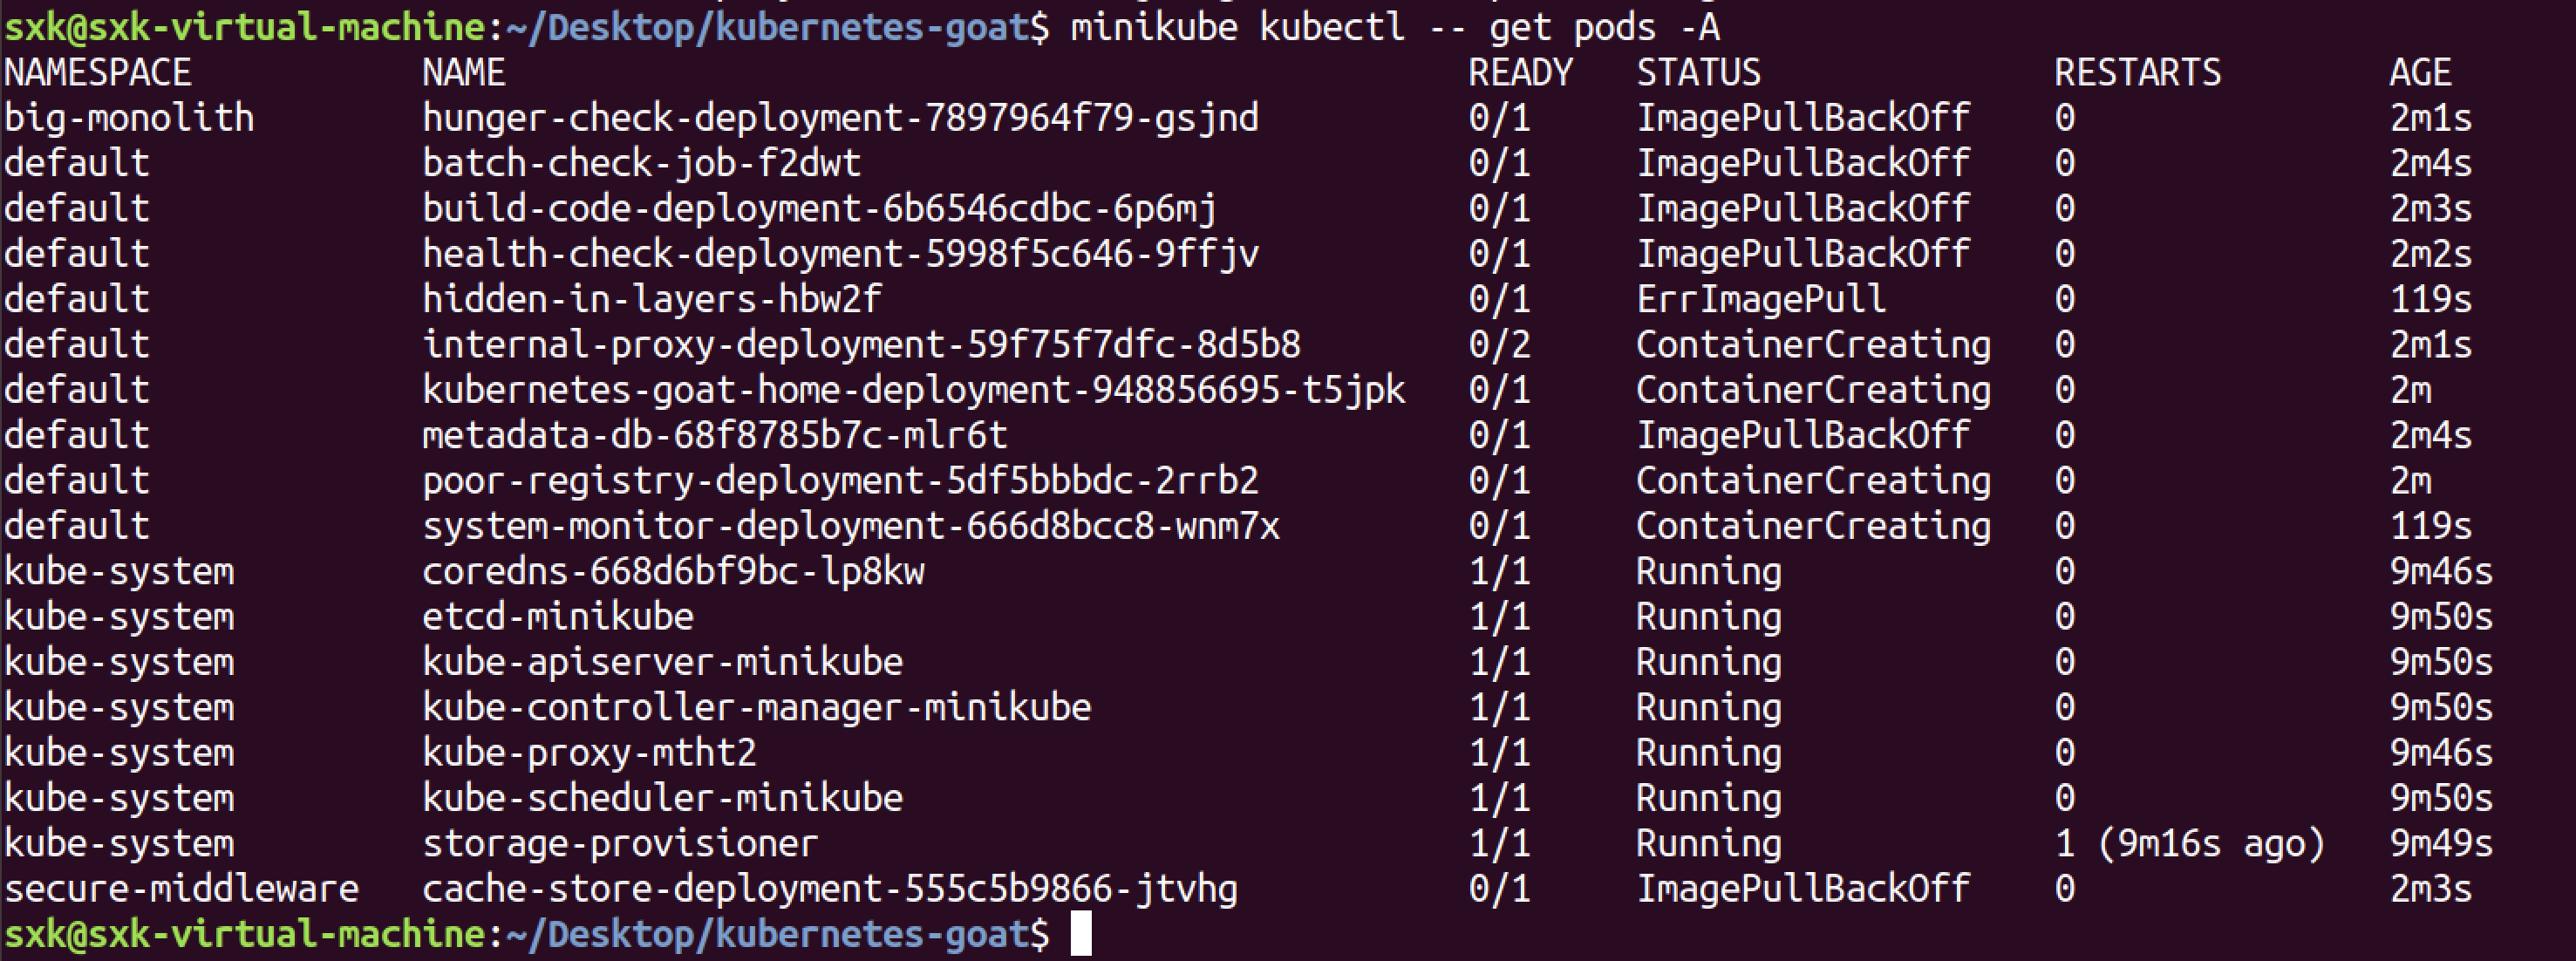 sxk@sxk-virtual-machine:~/Desktop/kubernetes-goat$ minikube kubectl -- get pods -A
NAMESPACE NAME READY STATUS RESTARTS AGE
big-monolith hunger-check-deployment-7897964f79-gsjnd 0/1 ImagePullBackOff 0 2m1s
default batch-check-job-f2dwt 0/1 ImagePullBackOff 0 2m4s
default build-code-deployment-6b6546cdbc-6p6mj 0/1 ImagePullBackOff 0 2m3s
default health-check-deployment-5998f5c646-9ffjv 0/1 ImagePullBackOff 0 2m2s
default hidden-in-layers-hbw2f 0/1 ErrImagePull 0 119s
default internal-proxy-deployment-59f75f7dfc-8d5b8 0/2 ContainerCreating 0 2m1s
default kubernetes-goat-home-deployment-948856695-t5jpk 0/1 ContainerCreating 0 2m
default metadata-db-68f8785b7c-mlr6t 0/1 ImagePullBackOff 0 2m4s
default poor-registry-deployment-5df5bbbdc-2rrb2 0/1 ContainerCreating 0 2m
default system-monitor-deployment-666d8bcc8-wnm7x 0/1 ContainerCreating 0 119s
kube-system coredns-668d6bf9bc-lp8kw 1/1 Running 0 9m46s
kube-system etcd-minikube 1/1 Running 0 9m50s
kube-system kube-apiserver-minikube 1/1 Running 0 9m50s
kube-system kube-controller-manager-minikube 1/1 Running 0 9m50s
kube-system kube-proxy-mtht2 1/1 Running 0 9m46s
kube-system kube-scheduler-minikube 1/1 Running 0 9m50s
kube-system storage-provisioner 1/1 Running 1 (9m16s ago) 9m49s
secure-middleware cache-store-deployment-555c5b9866-jtvhg 0/1 ImagePullBackOff 0 2m3s
sxk@sxk-virtual-machine:~/Desktop/kubernetes-goat$